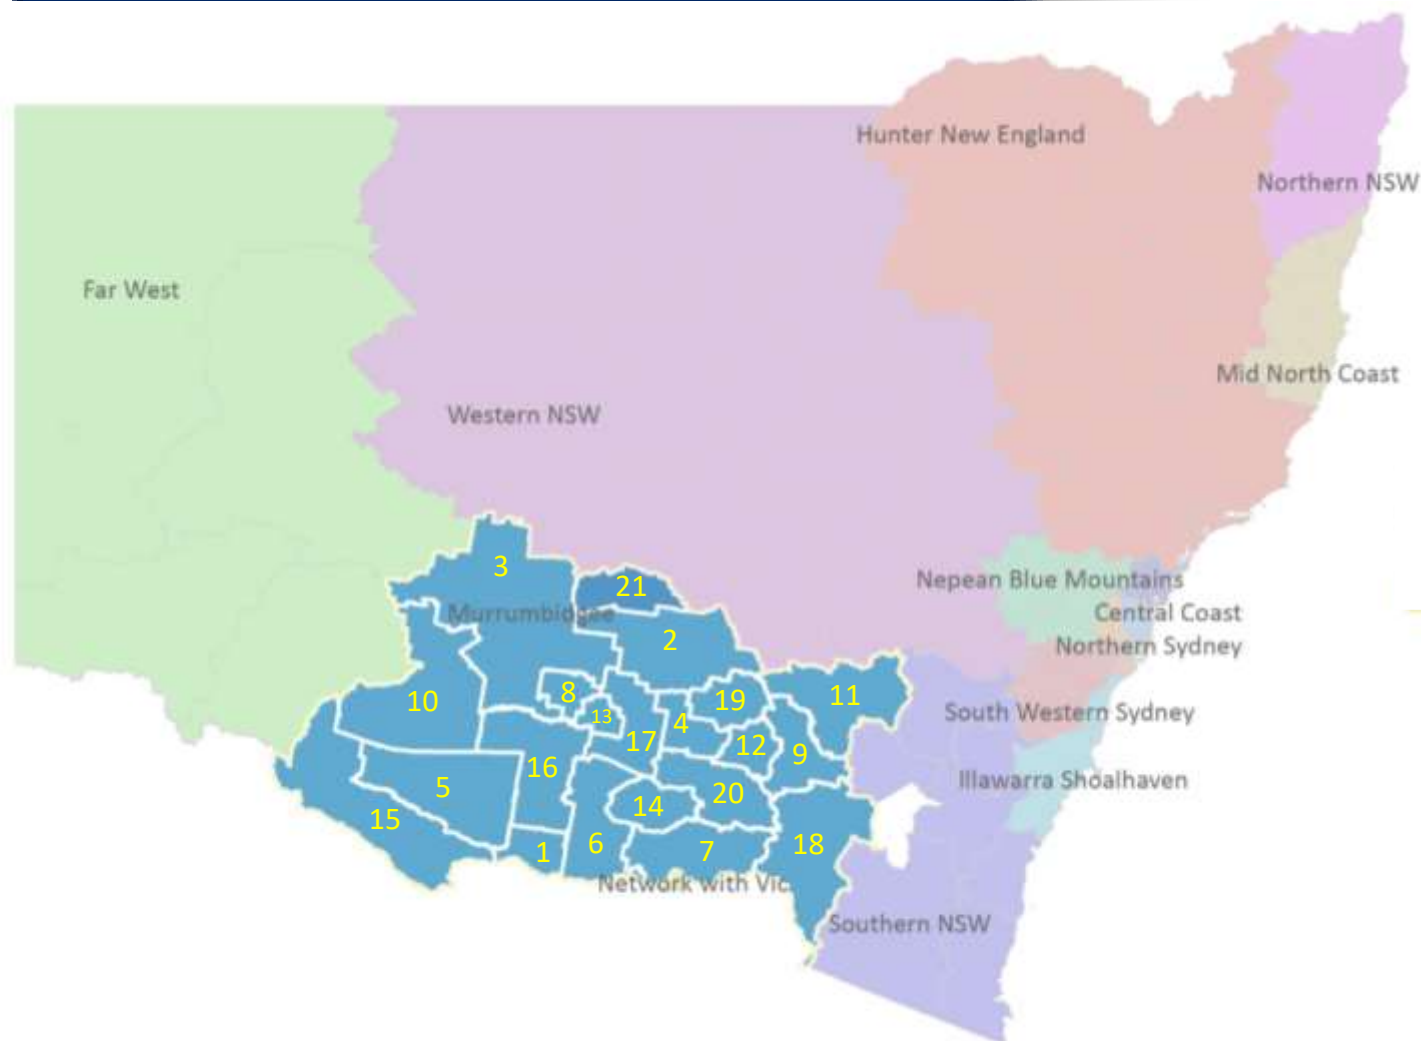 Hunter New England
Northern NSW
Far West
Mid North Coast
Western NSW
3
Nepean Blue Mountains
21
Murrumbidgee
Central Coast
2
Northern Sydney
8
11
10
19
13
South Western Sydney
4
17
12
9
16
Illawarra Shoalhaven
5
20
14
15
6
18
1
7
Network with Vic
Southern NSW